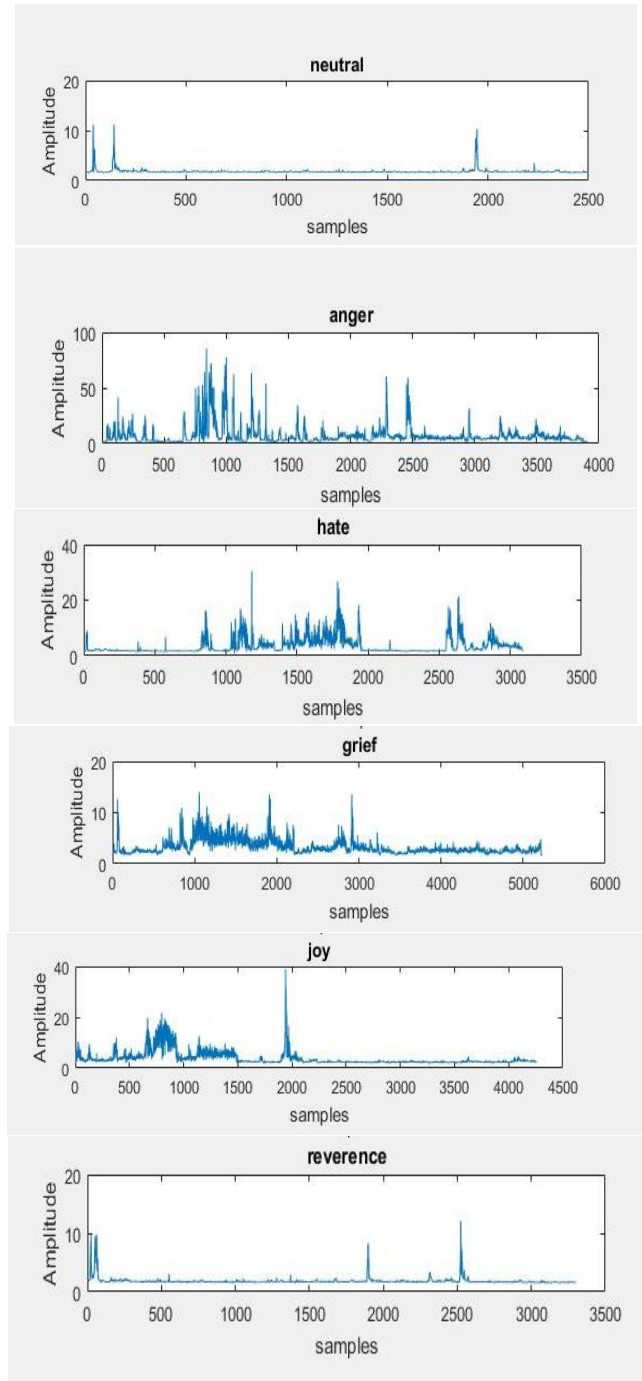 neutral
Amplitude
20
10
0
0 500 1000 1500 2000 2500
samples
anger
Amplitude
100
50
0
0 500 1000 1500 2000 2500 3000 3500 4000
samples
hate
Amplitude
40
20
0
0 500 1000 1500 2000 2500 3000 3500
samples
grief
Amplitude
20
10
0
0 1000 2000 3000 4000 5000 6000
samples
joy
Amplitude
40
20
0
0 500 1000 1500 2000 2500 3000 3500 4000 4500
samples
reverence
Amplitude
20
10
0
0 500 1000 1500 2000 2500 3000 3500
samples